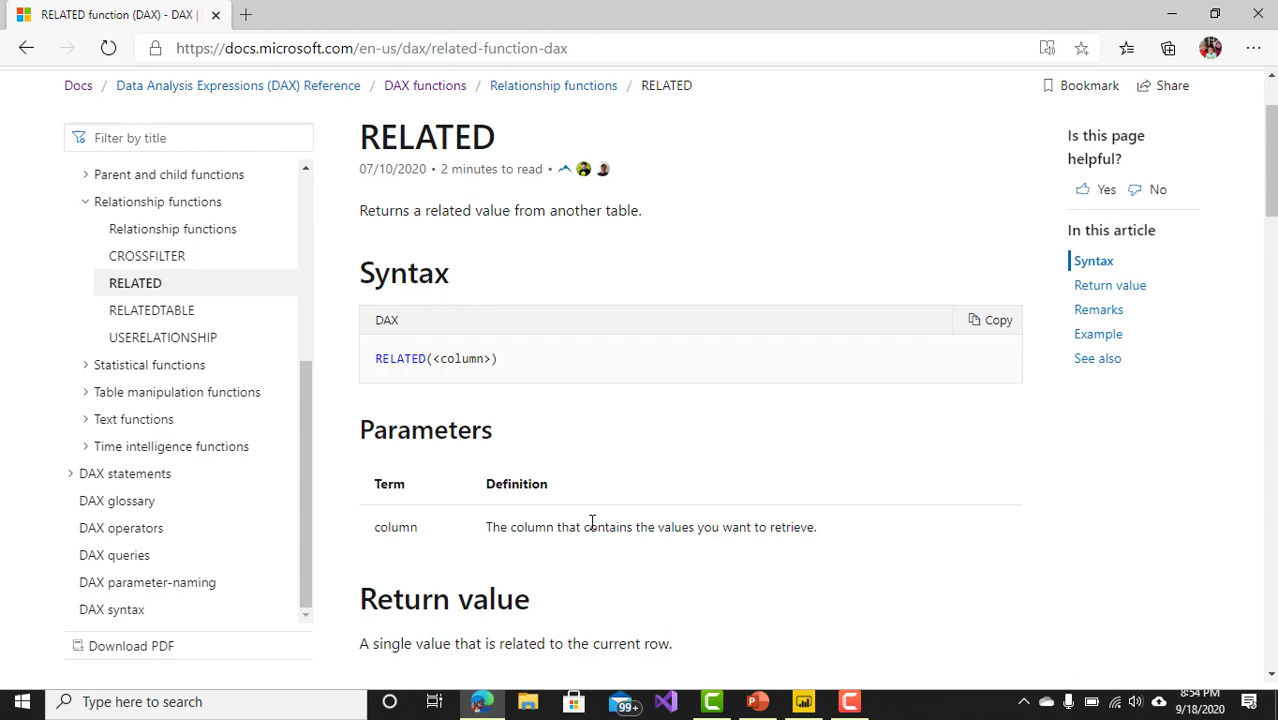 RELATED function (DAX) - DAX |
https://docs.microsoft.com/en-us/dax/related-function-dax
Docs / Data Analysis Expressions (DAX) Reference / DAX functions / Relationship functions / RELATED
Bookmark Share
Filter by title
Parent and child functions
Relationship functions
Relationship functions
CROSSFILTER
RELATED
RELATEDTABLE
USERELATIONSHIP
Statistical functions
Table manipulation functions
Text functions
Time intelligence functions
DAX statements
DAX glossary
DAX operators
DAX queries
DAX parameter-naming
DAX syntax
Download PDF
RELATED
07/10/2020 • 2 minutes to read •
Returns a related value from another table.
Syntax
DAX Copy
RELATED(<column>)
Parameters
Term Definition
column The column that contains the values you want to retrieve.
Return value
A single value that is related to the current row.
Is this page
helpful?
Yes No
In this article
Syntax
Return value
Remarks
Example
See also
Type here to search
99+
8:54 PM
9/18/2020